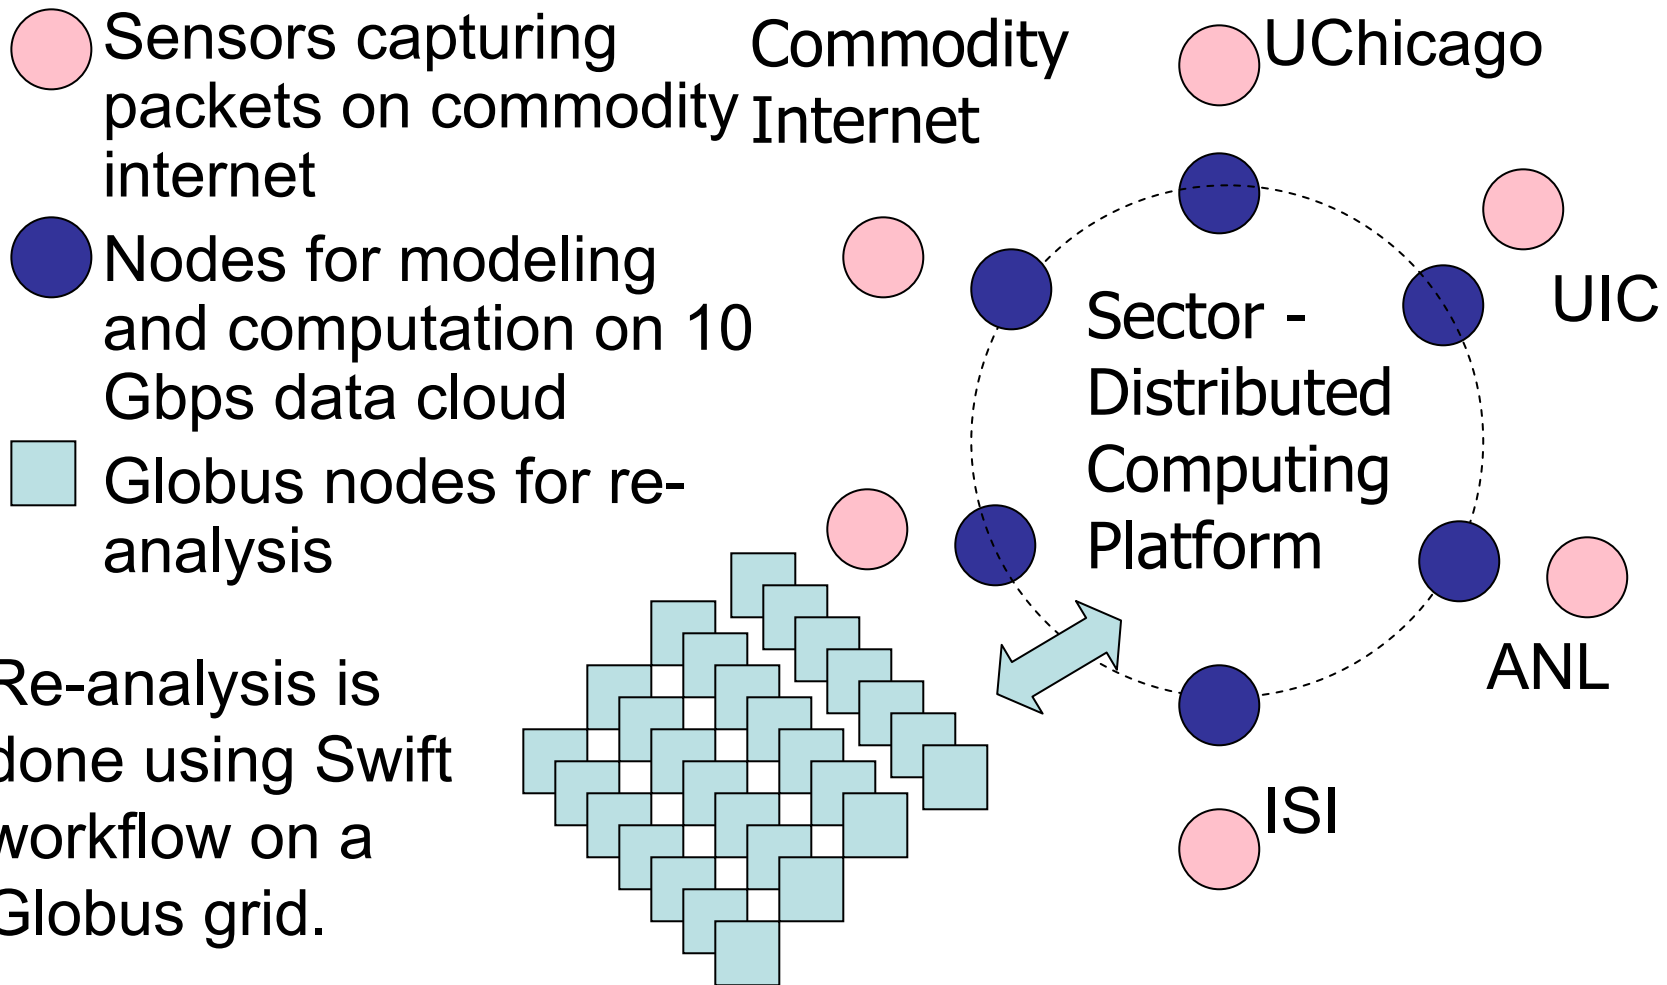 Sensors capturing
packets on commodity
internet
Nodes for modeling
and computation on 10
Gbps data cloud
Globus nodes for re-
analysis
Re-analysis is
done using Swift
workflow on a
Globus grid.
Commodity
Internet
UChicago
UIC
Sector -
Distributed
Computing
Platform
ANL
ISI